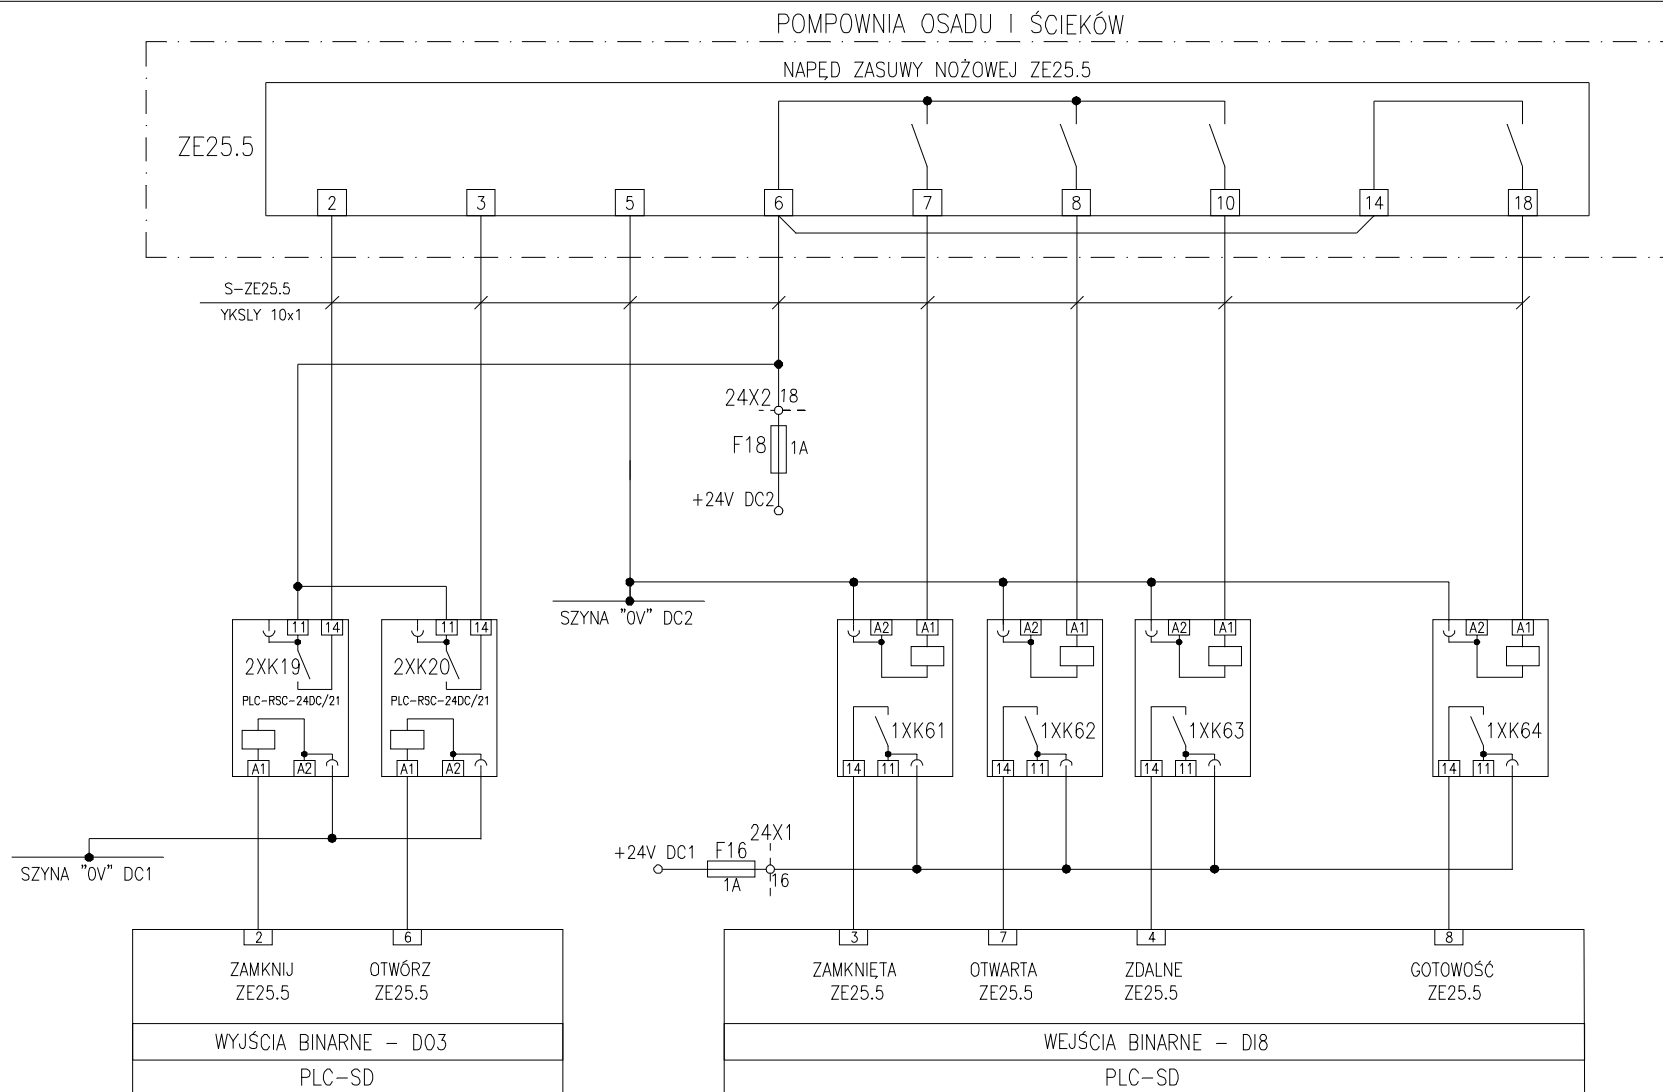 POMPOWNIA OSADU I ŚCIEKÓW
NAPĘD ZASUWY NOŻOWEJ ZE25.5
ZE25.5
2 3 5 6 7 8 10 14 18
S-ZE25.5
YKSLY 10x1
24X2 18
F18 1A
+24V DC2
SZYNA "0V" DC2
11 14 11 14 A2 A1 A2 A1 A2 A1 A2 A1
2XK19 2XK20
PLC-RSC-24DC/21 PLC-RSC-24DC/21
1XK61 1XK62 1XK63 1XK64
A1 A2 A1 A2 14 11 14 11 14 11 14 11
SZYNA "0V" DC1
24X1
+24V DC1 F16
1A 16
2 6 3 7 4 8
ZAMKNIJ OTWÓRZ ZAMKNIĘTA OTWARTA ZDALNE GOTOWOŚĆ
ZE25.5 ZE25.5 ZE25.5 ZE25.5 ZE25.5 ZE25.5
WYJŚCIA BINARNE - DO3 WEJŚCIA BINARNE - DI8
PLC-SD PLC-SD